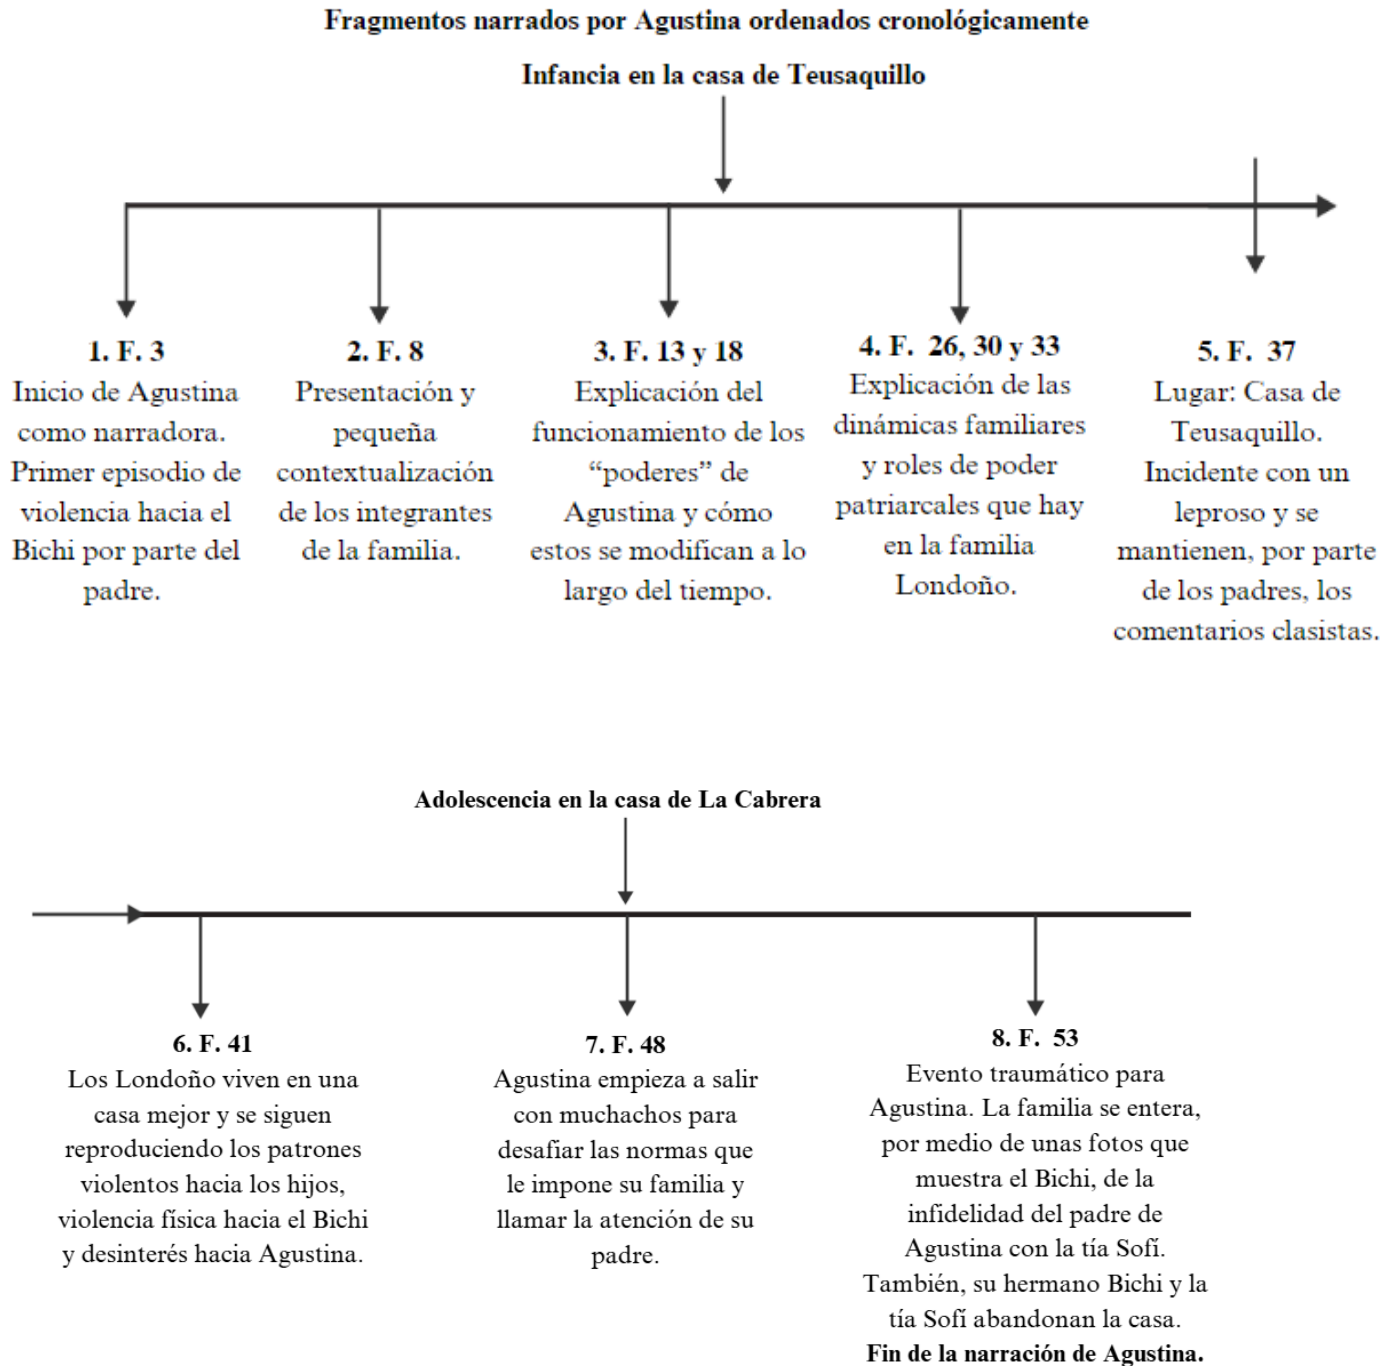 Fragmentos narrados por Agustina ordenados cronológicamente
Infancia en la casa de Teusaquillo
1. F. 3
Inicio de Agustina
como narradora.
Primer episodio de
violencia hacia el
Bichi por parte del
padre.
2. F. 8
Presentación y
pequeña
contextualización
de los integrantes
de la familia.
3. F. 13 y 18
Explicación del
funcionamiento de los
“poderes” de
Agustina y cómo
estos se modifican a lo
largo del tiempo.
4. F. 26, 30 y 33
Explicación de las
dinámicas familiares
y roles de poder
patriarcales que hay
en la familia
Londoño.
5. F. 37
Lugar: Casa de
Teusaquillo.
Incidente con un
leproso y se
mantienen, por parte
de los padres, los
comentarios clasistas.
Adolescencia en la casa de La Cabrera
6. F. 41
Los Londoño viven en una
casa mejor y se siguen
reproduciendo los patrones
violentos hacia los hijos,
violencia física hacia el Bichi
y desinterés hacia Agustina.
7. F. 48
Agustina empieza a salir
con muchachos para
desafiar las normas que
le impone su familia y
llamar la atención de su
padre.
8. F. 53
Evento traumático para
Agustina. La familia se entera,
por medio de unas fotos que
muestra el Bichi, de la
infidelidad del padre de
Agustina con la tía Sofí.
También, su hermano Bichi y la
tía Sofí abandonan la casa.
Fin de la narración de Agustina.